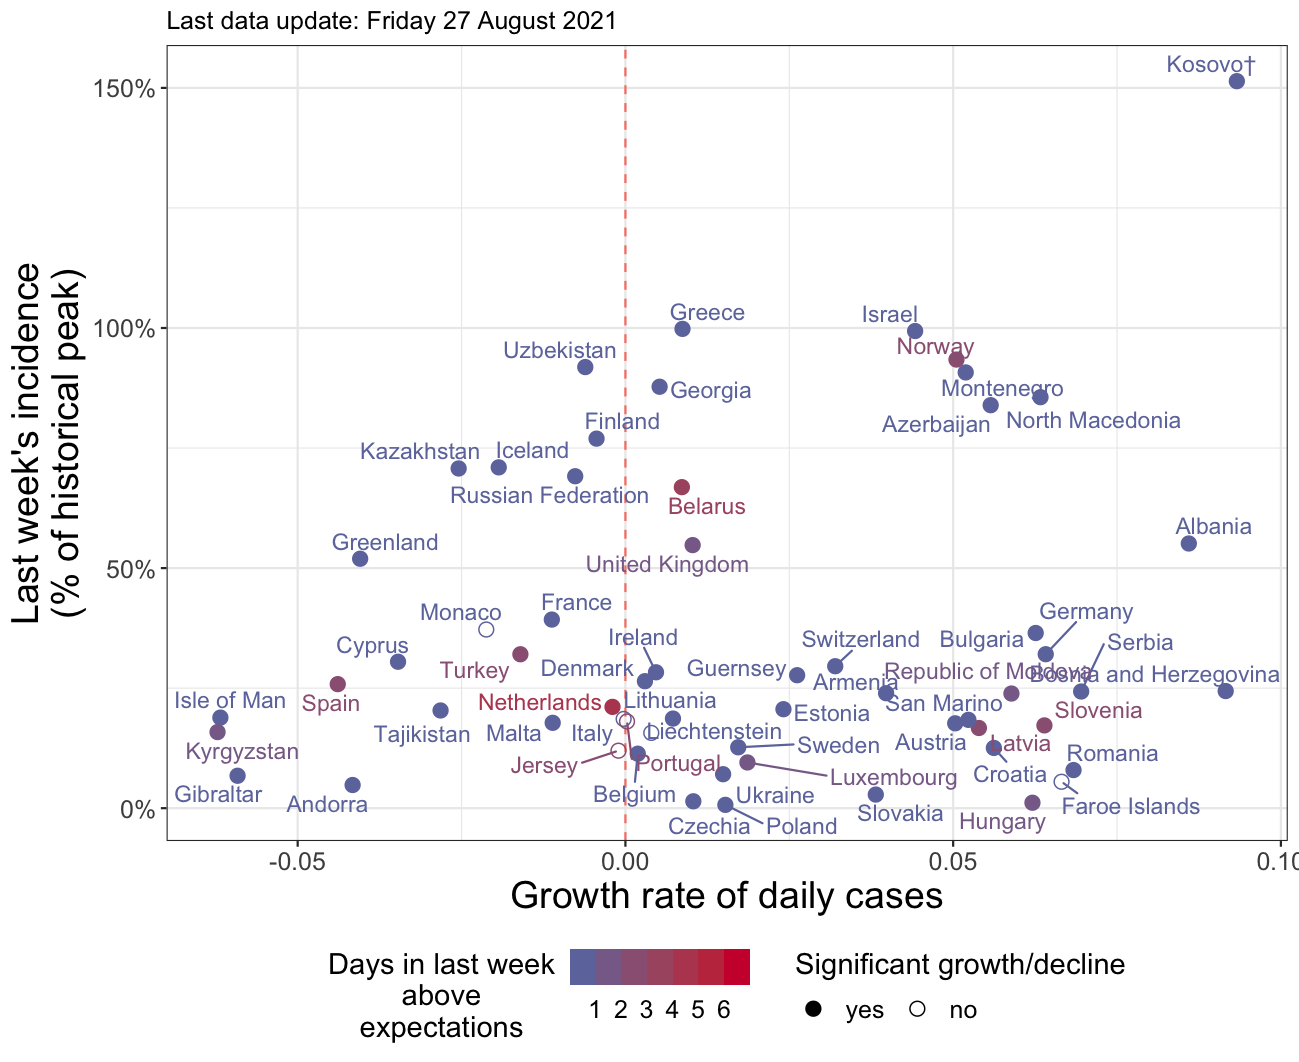 Last data update: Friday 27 August 2021
Last week's incidence
(% of historical peak)
150%
100%
50%
0%
Kosovo†
Greece
Israel
Norway
Uzbekistan
Georgia
Montenegro
Azerbaijan
North Macedonia
Finland
Kazakhstan
Iceland
Russian Federation
Belarus
Albania
Greenland
United Kingdom
France
Monaco
Germany
Ireland
Switzerland
Bulgaria
Serbia
Cyprus
Turkey
Denmark
Guernsey
Republic of Moldova
Bosnia and Herzegovina
Armenia
Isle of Man
Spain
Netherlands
Lithuania
San Marino
Slovenia
Estonia
Tajikistan
Malta
Italy
Liechtenstein
Austria
Latvia
Sweden
Kyrgyzstan
Jersey
Portugal
Romania
Croatia
Luxembourg
Gibraltar
Andorra
Belgium
Ukraine
Faroe Islands
Slovakia
Hungary
Czechia
Poland
-0.05
0.00
0.05
0.10
Growth rate of daily cases
Days in last week
above
expectations
1 2 3 4 5 6
Significant growth/decline
yes
no